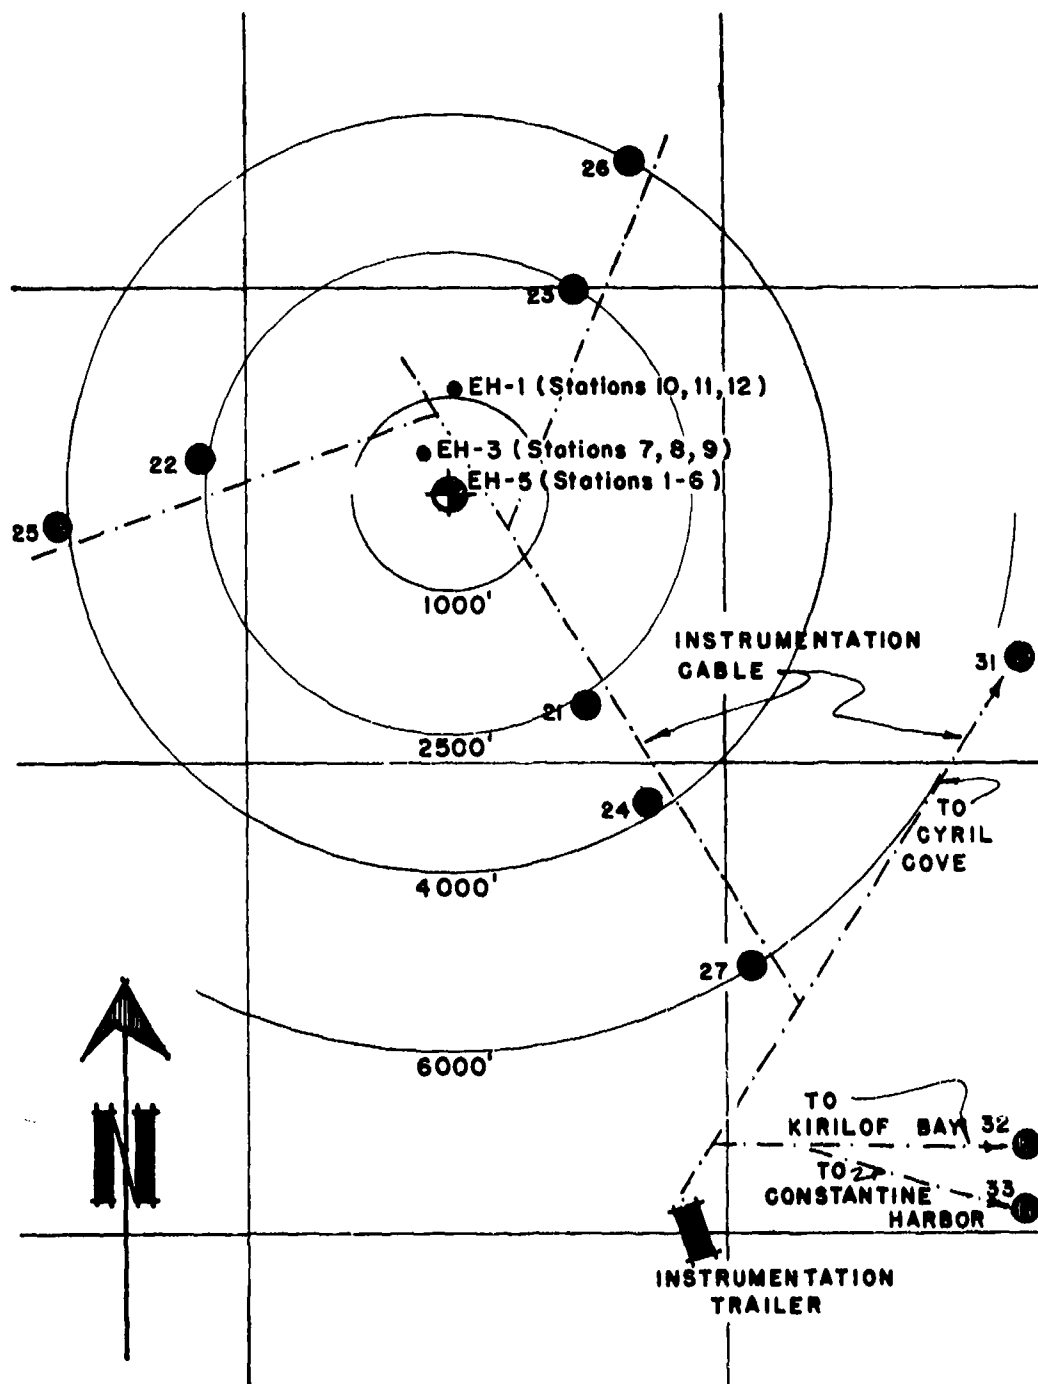 26
23
EH-1 (Stations 10, 11, 12)
EH-3 (Stations 7, 8, 9)
22
EH-5 (Stations 1-6)
25
1000'
INSTRUMENTATION
CABLE
31
21
2500'
24
TO
CYRIL
COVE
4000'
27
6000'
TO
KIRILOF BAY
32
TO
CONSTANTINE
HARBOR
33
N
INSTRUMENTATION
TRAILER